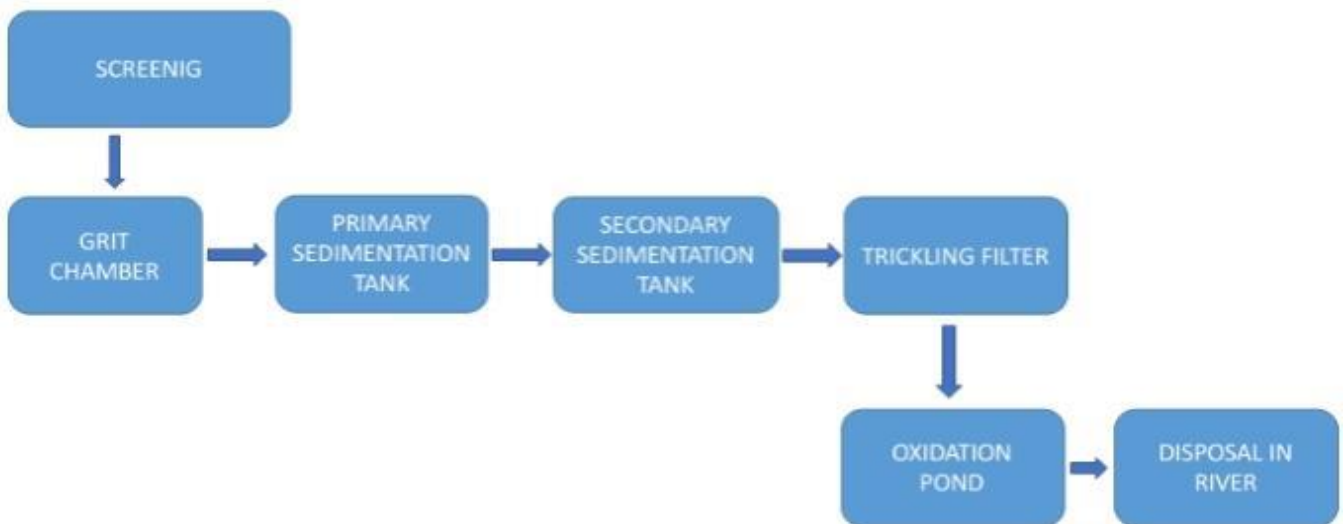 SCREENIG
GRIT
CHAMBER
PRIMARY
SEDIMENTATION
TANK
SECONDARY
SEDIMENTATION
TANK
TRICKLING FILTER
OXIDATION
POND
DISPOSAL IN
RIVER